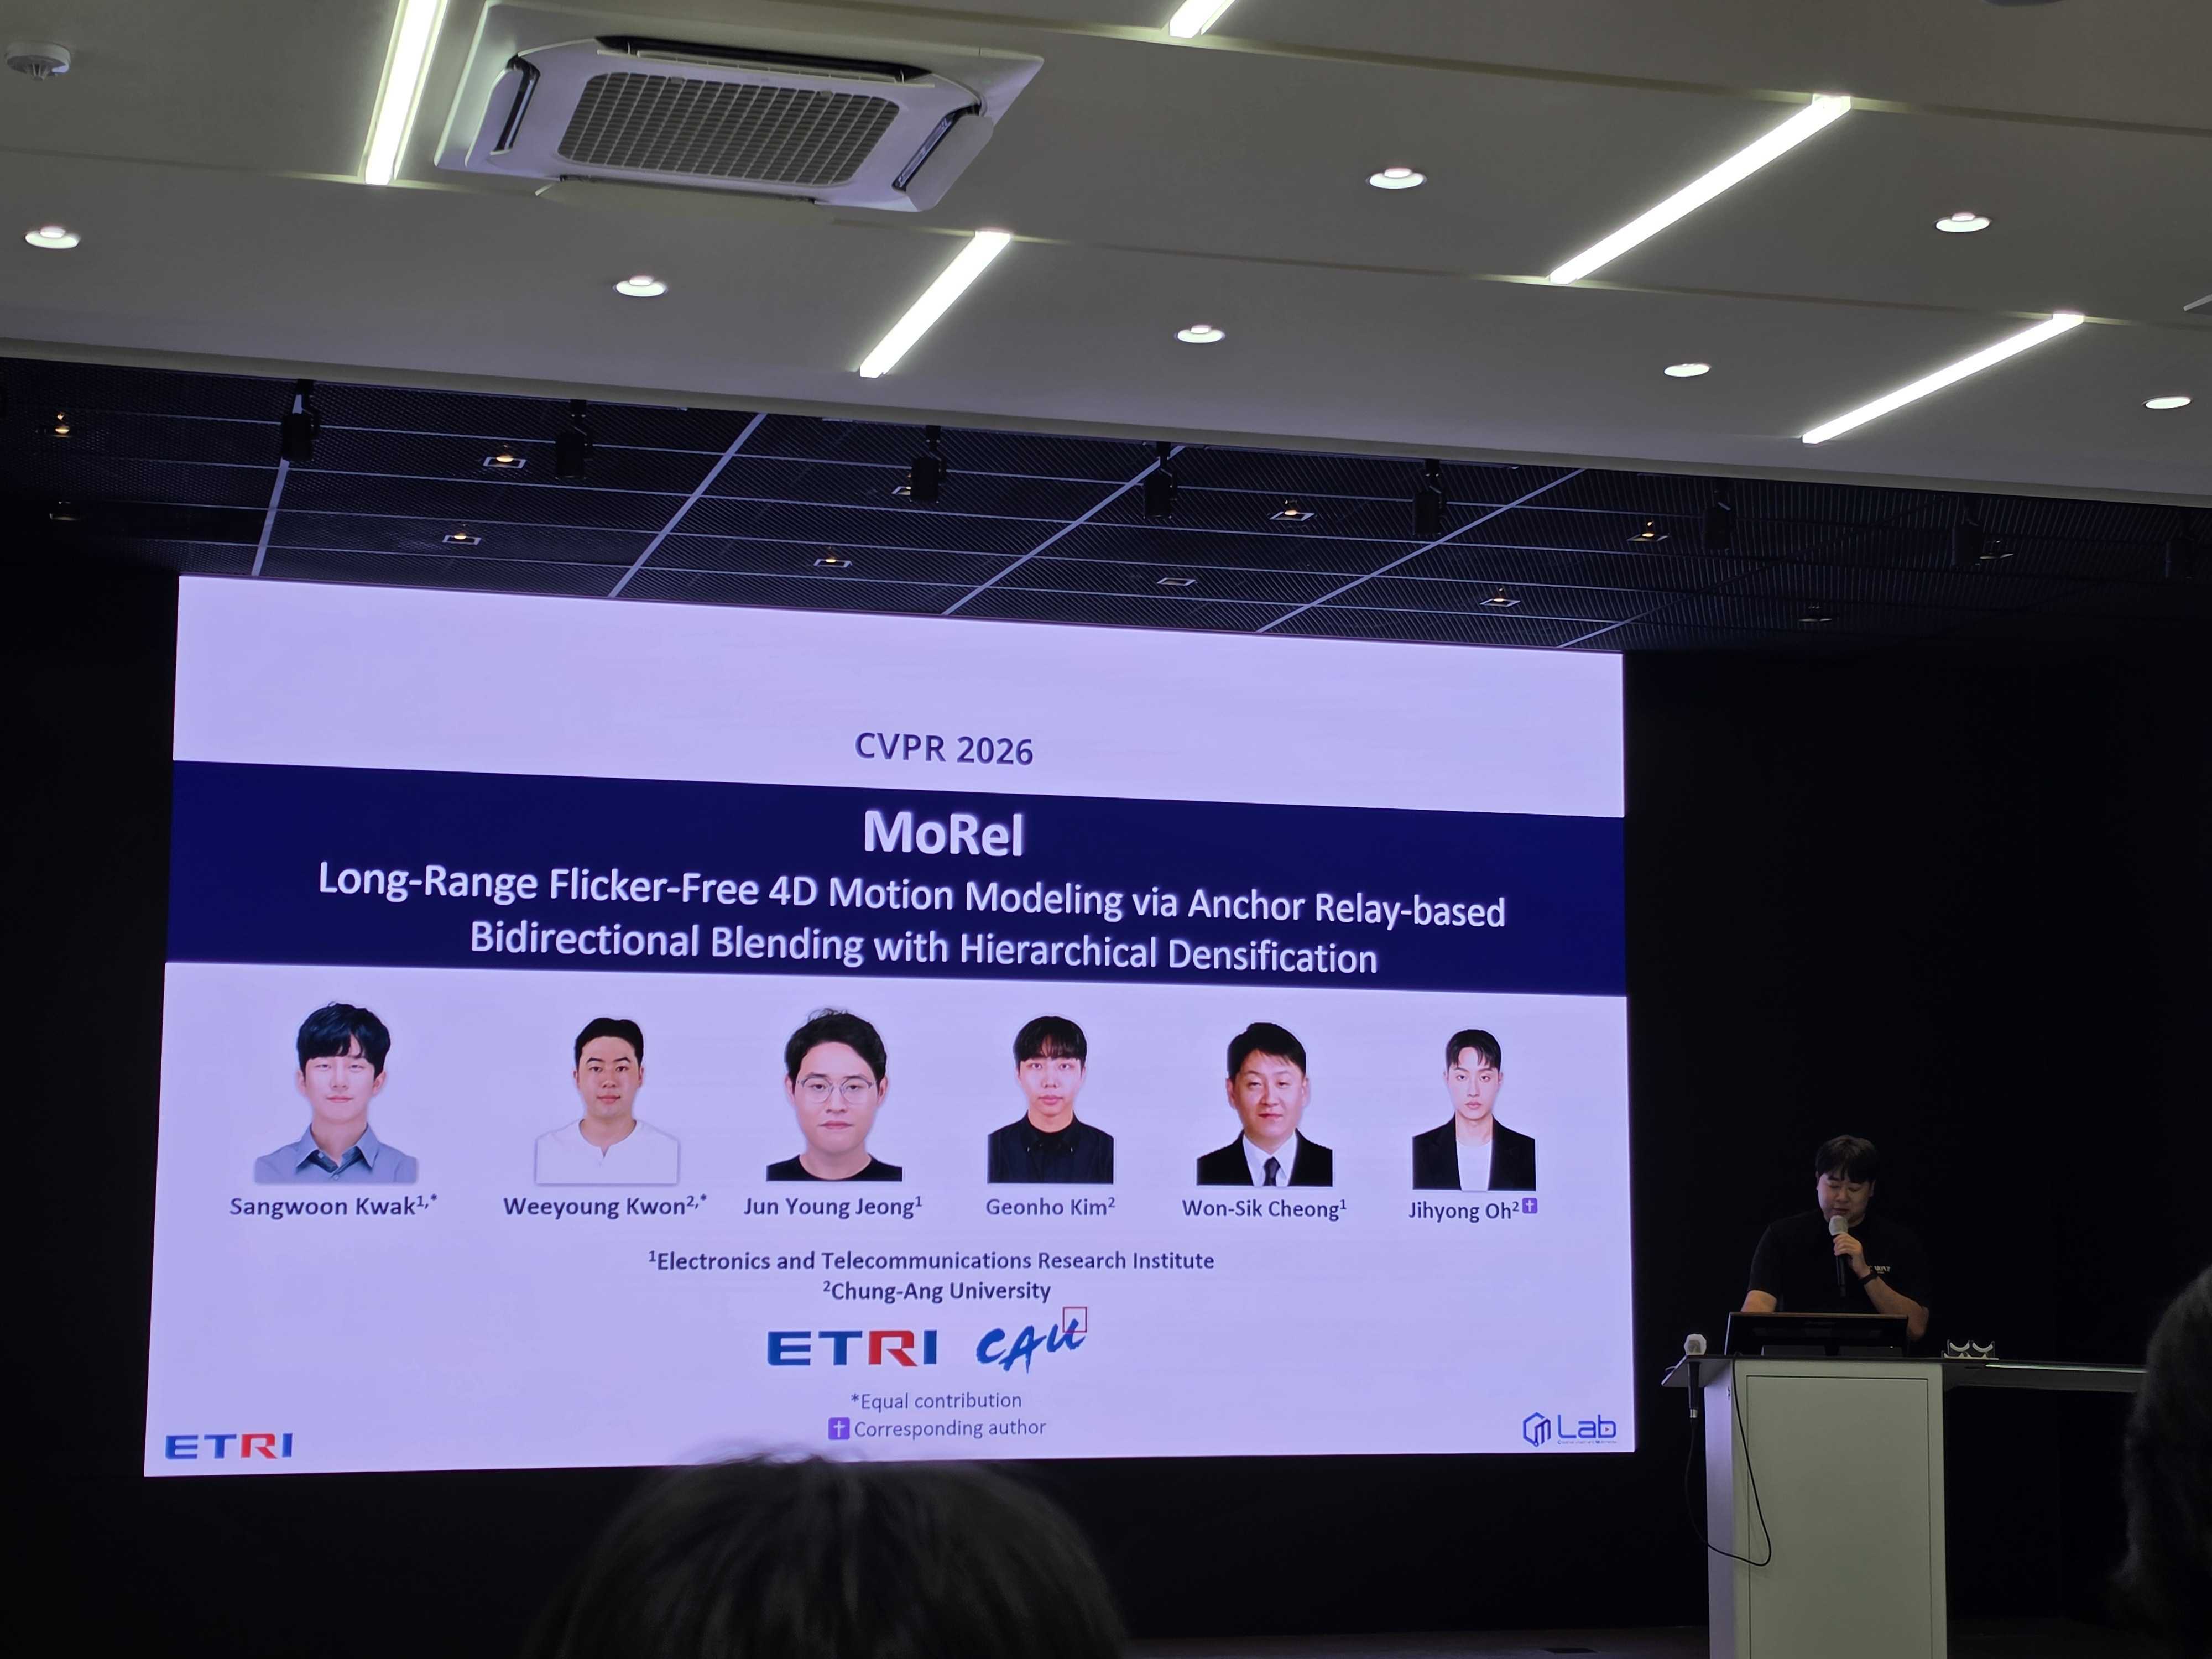 CVPR 2026
MoRel
Long-Range Flicker-Free 4D Motion Modeling via Anchor Relay-based
Bidirectional Blending with Hierarchical Densification
Sangwoon Kwak¹,* Weeyoung Kwon²,* Jun Young Jeong¹ Geonho Kim² Won-Sik Cheong¹ Jihyong Oh²✝
¹Electronics and Telecommunications Research Institute
²Chung-Ang University
ETRI CAU
*Equal contribution
✝ Corresponding author
ETRI
Lab